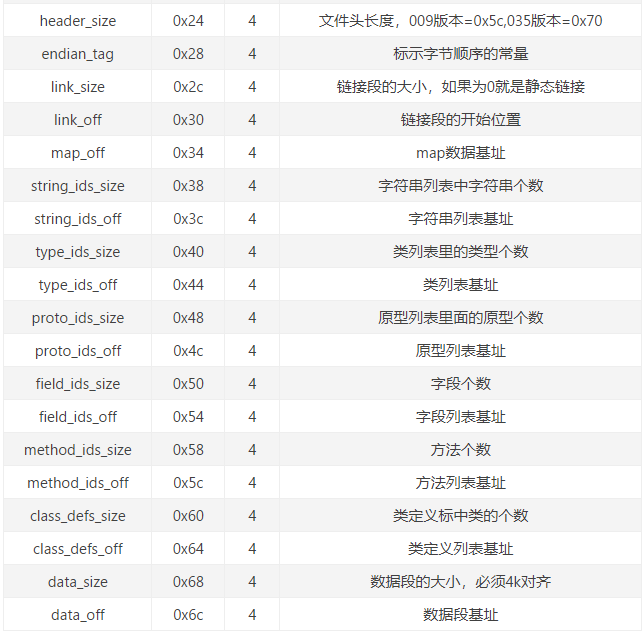 header_size 0x24 4 文件头长度，009版本=0x5c,035版本=0x70
endian_tag 0x28 4 标示字节顺序的常量
link_size 0x2c 4 链接段的大小，如果为0就是静态链接
link_off 0x30 4 链接段的开始位置
map_off 0x34 4 map数据基址
string_ids_size 0x38 4 字符串列表中字符串个数
string_ids_off 0x3c 4 字符串列表基址
type_ids_size 0x40 4 类列表里的类型个数
type_ids_off 0x44 4 类列表基址
proto_ids_size 0x48 4 原型列表里面的原型个数
proto_ids_off 0x4c 4 原型列表基址
field_ids_size 0x50 4 字段个数
field_ids_off 0x54 4 字段列表基址
method_ids_size 0x58 4 方法个数
method_ids_off 0x5c 4 方法列表基址
class_defs_size 0x60 4 类定义标中类的个数
class_defs_off 0x64 4 类定义列表基址
data_size 0x68 4 数据段的大小，必须4k对齐
data_off 0x6c 4 数据段基址